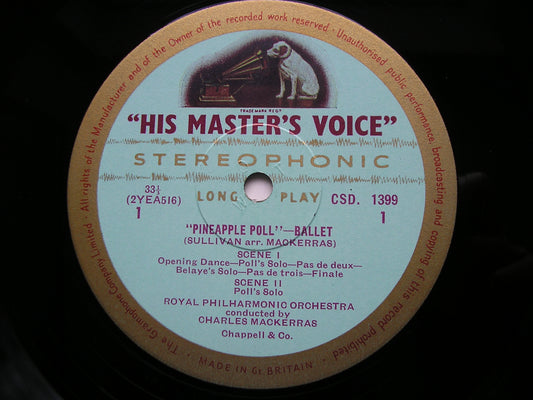 The Gramophone Company Limited. · All rights of the Manufacturer and of the Owner of the recorded work reserved · Unauthorised public performance, broadcasting and copying of this record prohibited ·
TRADE MARK REGD
"HIS MASTER'S VOICE"
STEREOPHONIC
33⅓
(2YEA516)
1
LONG PLAY
CSD. 1399
1
"PINEAPPLE POLL"—BALLET
(SULLIVAN arr. MACKERRAS)
SCENE I
Opening Dance—Poll's Solo—Pas de deux—
Belaye's Solo—Pas de trois—Finale
SCENE II
Poll's Solo
ROYAL PHILHARMONIC ORCHESTRA
conducted by
CHARLES MACKERRAS
Chappell & Co.
MADE IN Gt. BRITAIN